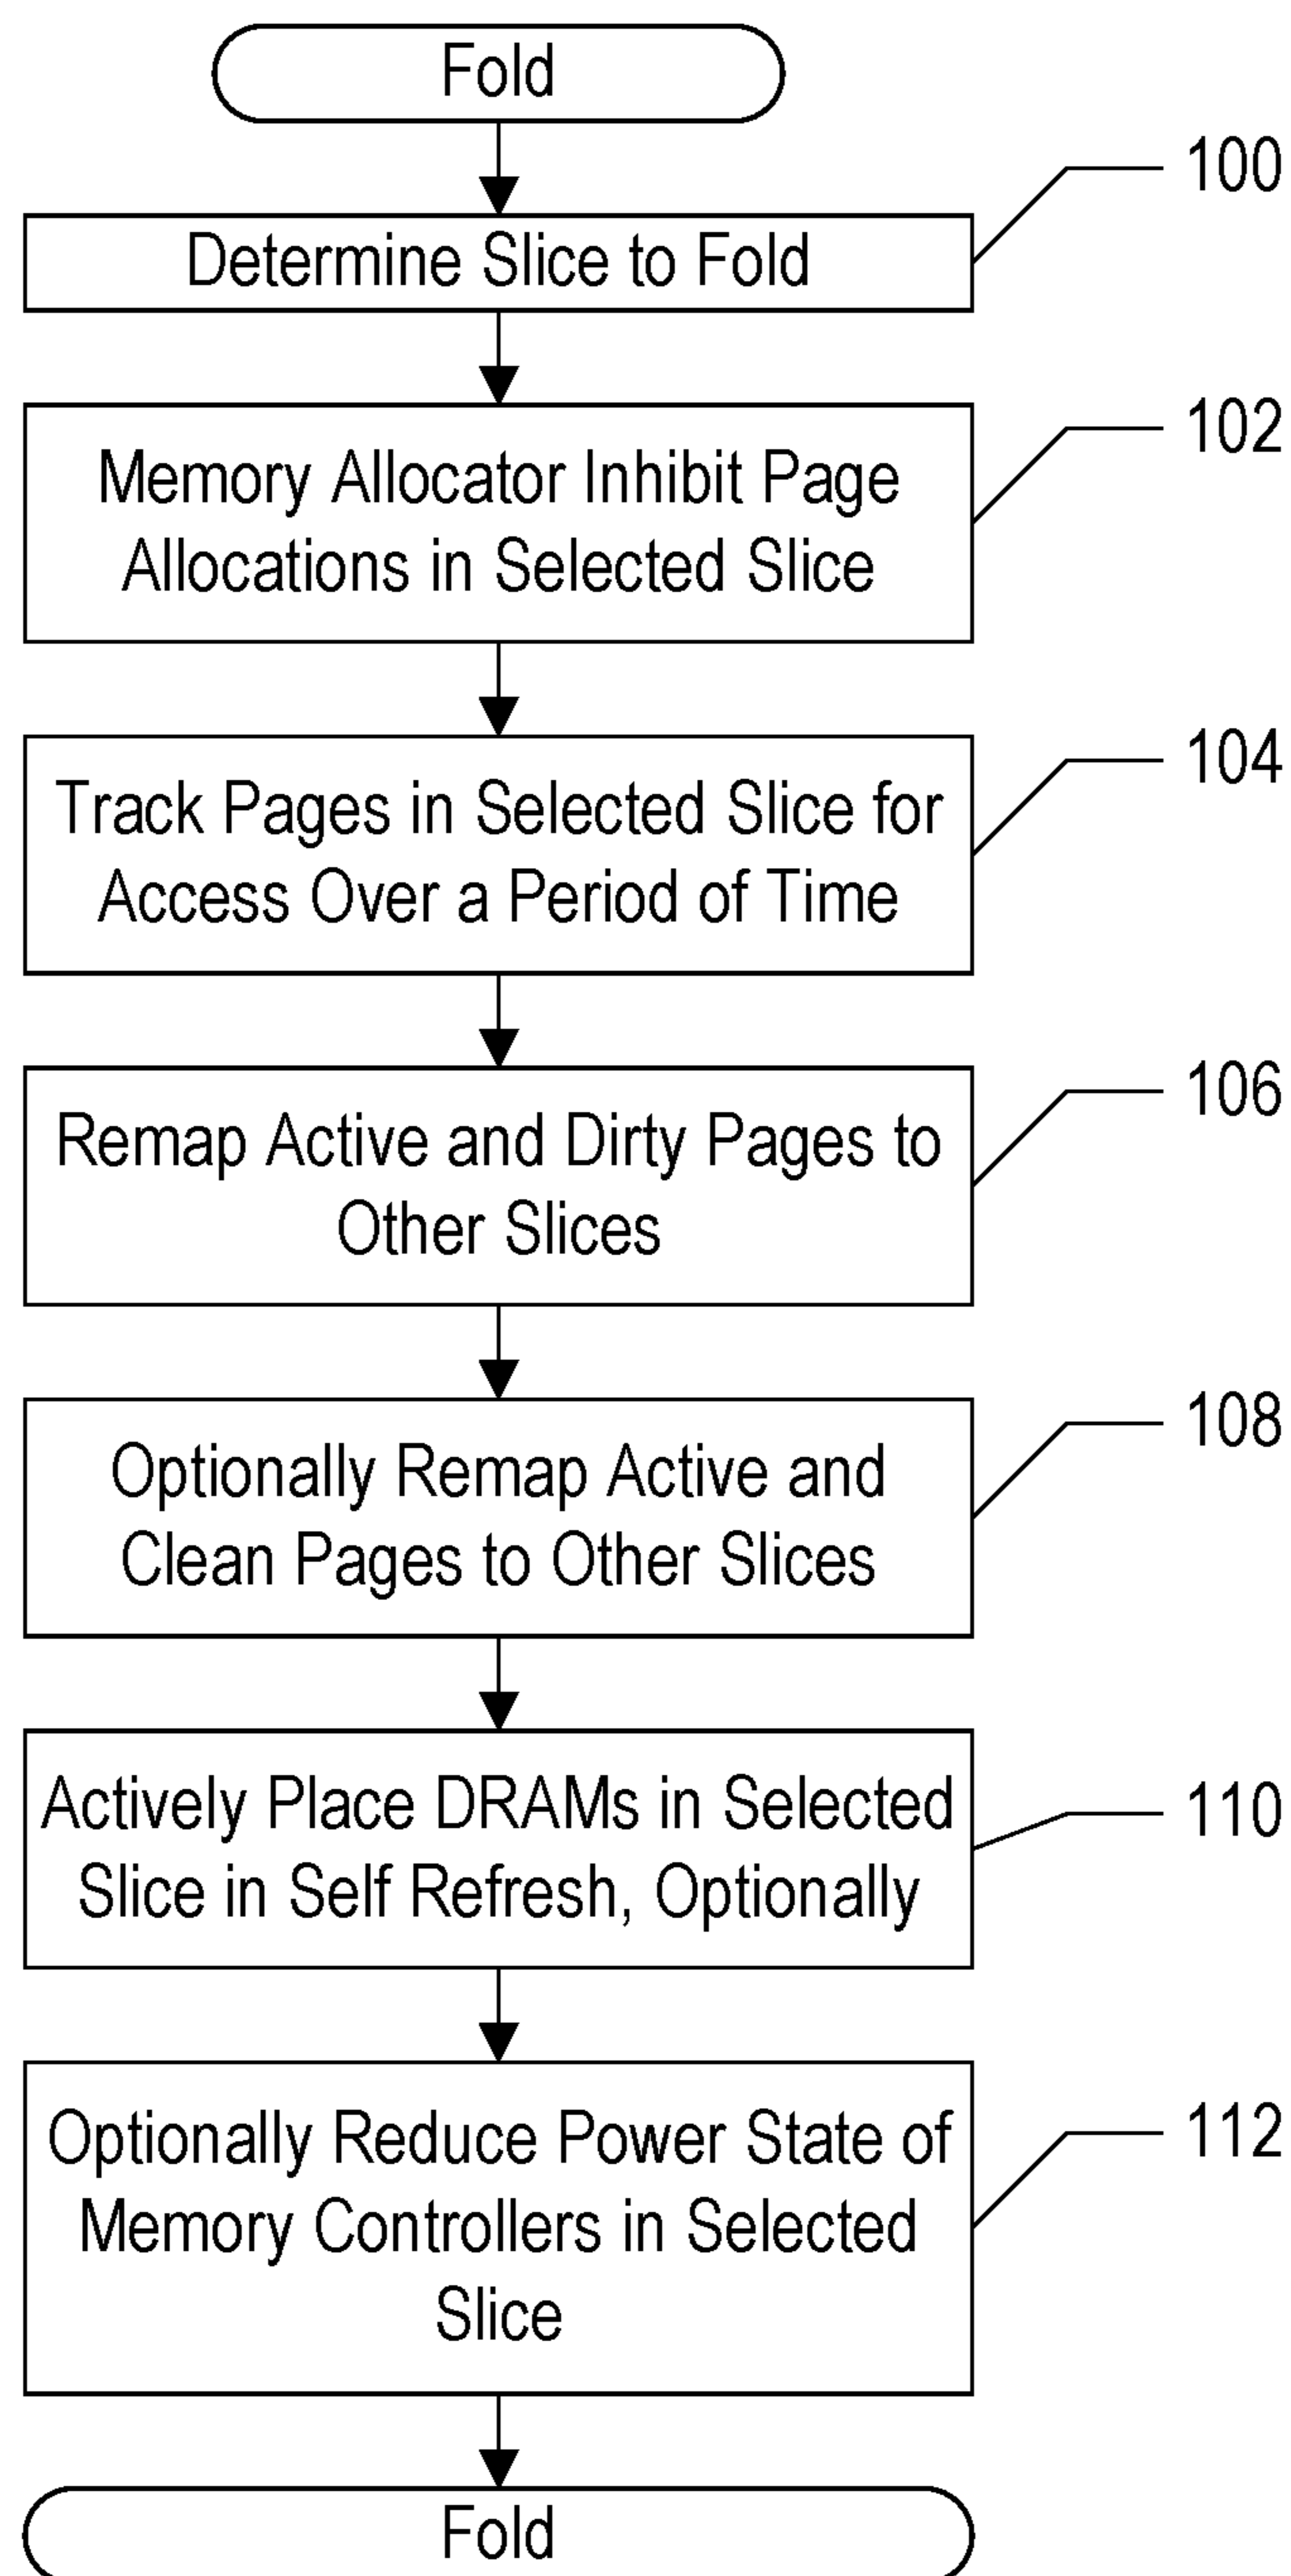 Fold
100
Determine Slice to Fold
102
Memory Allocator Inhibit Page
Allocations in Selected Slice
104
Track Pages in Selected Slice for
Access Over a Period of Time
106
Remap Active and Dirty Pages to
Other Slices
108
Optionally Remap Active and
Clean Pages to Other Slices
110
Actively Place DRAMs in Selected
Slice in Self Refresh, Optionally
112
Optionally Reduce Power State of
Memory Controllers in Selected
Slice
Fold